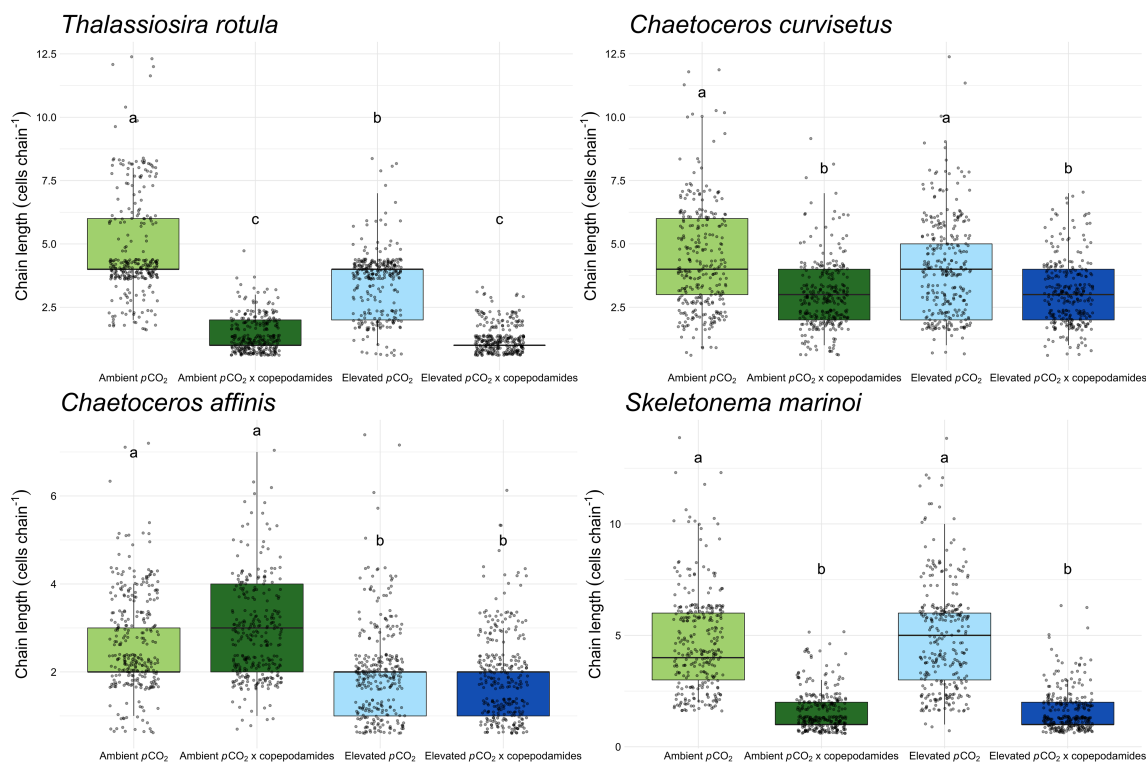 Thalassiosira rotula
Chain length (cells chain⁻¹)
12.5
10.0
7.5
5.0
2.5
a
c
b
c
Ambient pCO₂
Ambient pCO₂ x copepodamides
Elevated pCO₂
Elevated pCO₂ x copepodamides
Chaetoceros curvisetus
Chain length (cells chain⁻¹)
12.5
10.0
7.5
5.0
2.5
a
b
a
b
Ambient pCO₂
Ambient pCO₂ x copepodamides
Elevated pCO₂
Elevated pCO₂ x copepodamides
Chaetoceros affinis
Chain length (cells chain⁻¹)
6
4
2
a
a
b
b
Ambient pCO₂
Ambient pCO₂ x copepodamides
Elevated pCO₂
Elevated pCO₂ x copepodamides
Skeletonema marinoi
Chain length (cells chain⁻¹)
10
5
0
a
b
a
b
Ambient pCO₂
Ambient pCO₂ x copepodamides
Elevated pCO₂
Elevated pCO₂ x copepodamides